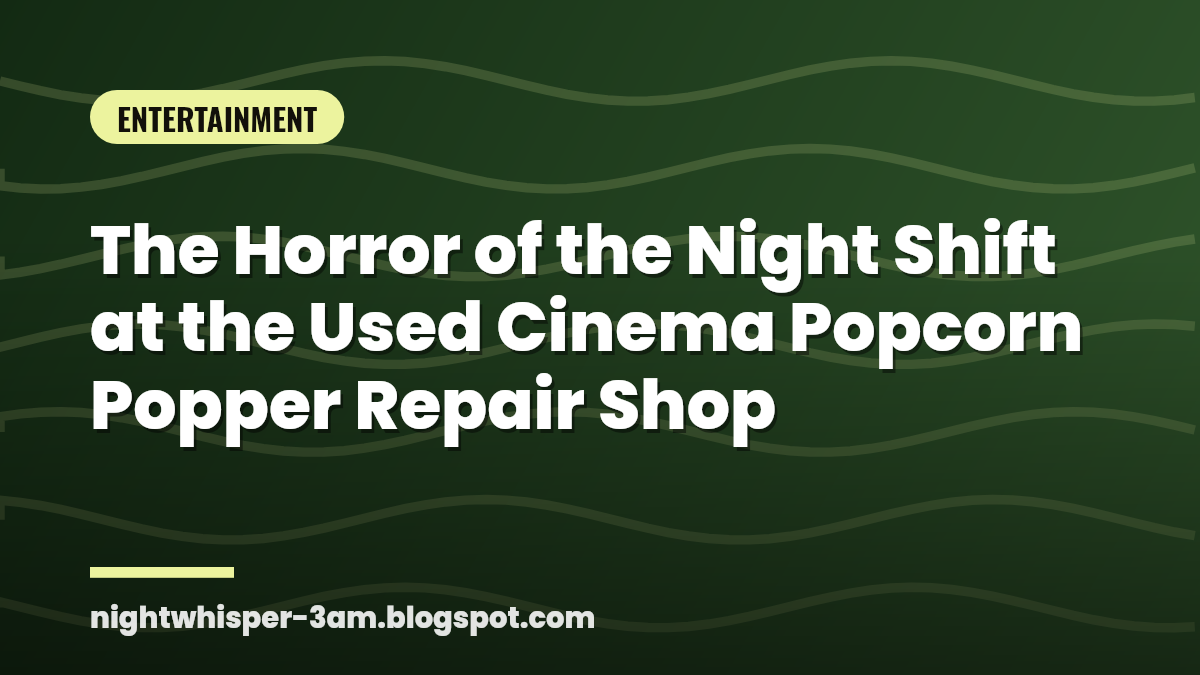 ENTERTAINMENT
The Horror of the Night Shift
at the Used Cinema Popcorn
Popper Repair Shop
nightwhisper-3am.blogspot.com